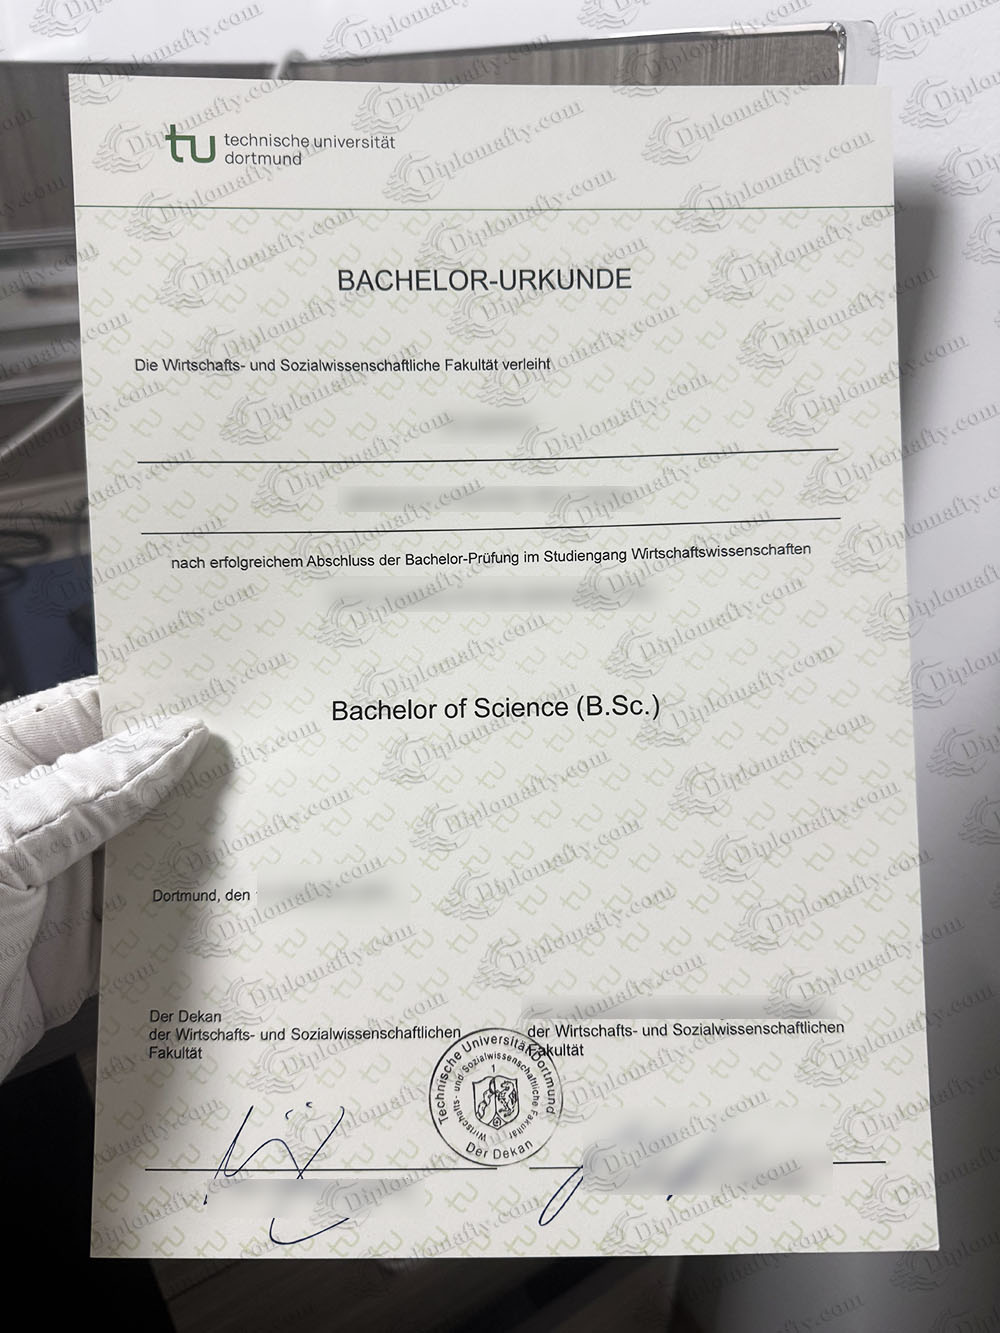 tu technische universität
dortmund
BACHELOR-URKUNDE
Die Wirtschafts- und Sozialwissenschaftliche Fakultät verleiht
nach erfolgreichem Abschluss der Bachelor-Prüfung im Studiengang Wirtschaftswissenschaften
Bachelor of Science (B.Sc.)
Dortmund, den
Der Dekan
der Wirtschafts- und Sozialwissenschaftlichen
Fakultät
der Wirtschafts- und Sozialwissenschaftlichen
Fakultät
Technische Universität Dortmund
Wirtschafts- und Sozialwissenschaftliche Fakultät
1
Der Dekan
Diplomafty.com